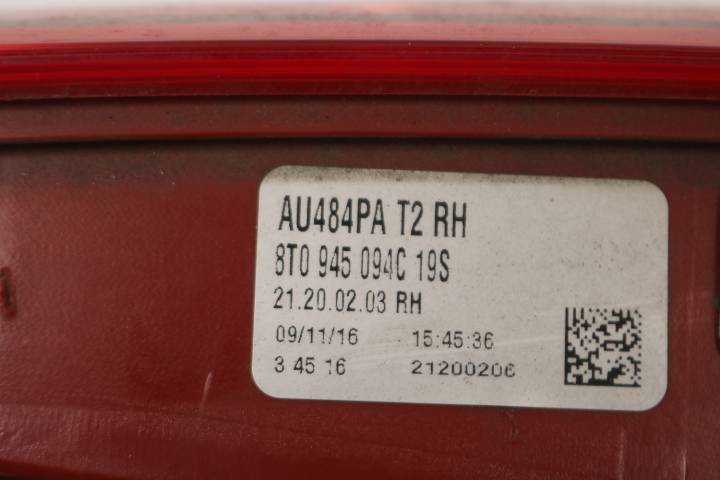 AU484PA T2 RH
8T0 945 094C 19S
21.20.02.03 RH
09/11/16 15:45:36
3 45 16 21200206